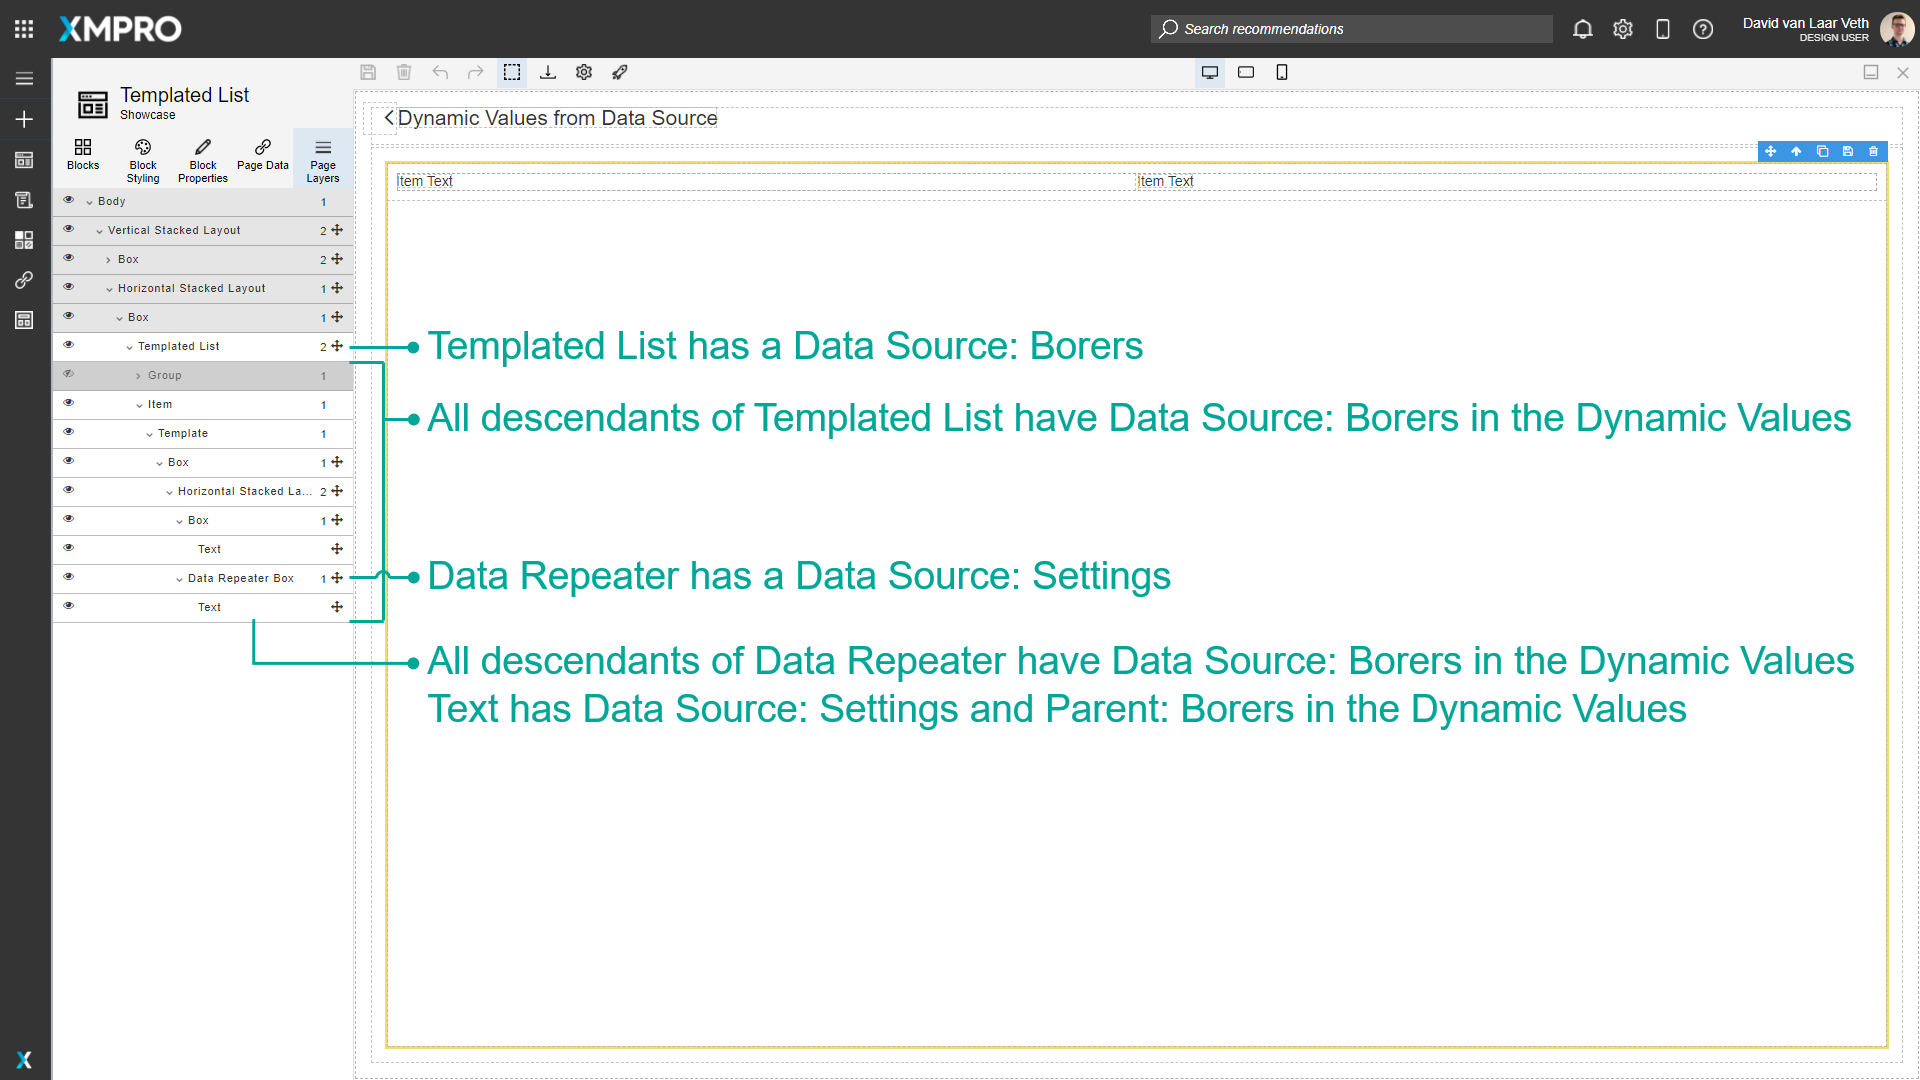 XMPRO
Search recommendations
David van Laar Veth
DESIGN USER
Templated List
Showcase
Blocks
Block Styling
Block Properties
Page Data
Page Layers
Body 1
Vertical Stacked Layout 2
Box 2
Horizontal Stacked Layout 1
Box 1
Templated List 2
Group 1
Item 1
Template 1
Box 1
Horizontal Stacked La... 2
Box 1
Text
Data Repeater Box 1
Text
Dynamic Values from Data Source
Item Text
Item Text
Templated List has a Data Source: Borers
All descendants of Templated List have Data Source: Borers in the Dynamic Values
Data Repeater has a Data Source: Settings
All descendants of Data Repeater have Data Source: Borers in the Dynamic Values
Text has Data Source: Settings and Parent: Borers in the Dynamic Values
X